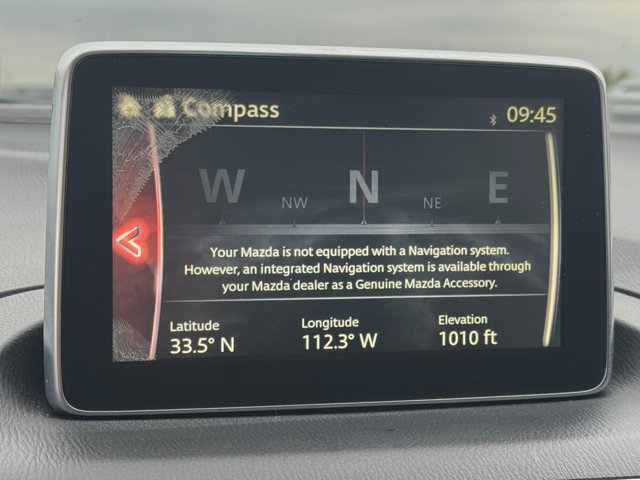 Compass
09:45
W NW N NE E
Your Mazda is not equipped with a Navigation system.
However, an integrated Navigation system is available through
your Mazda dealer as a Genuine Mazda Accessory.
Latitude Longitude Elevation
33.5° N 112.3° W 1010 ft